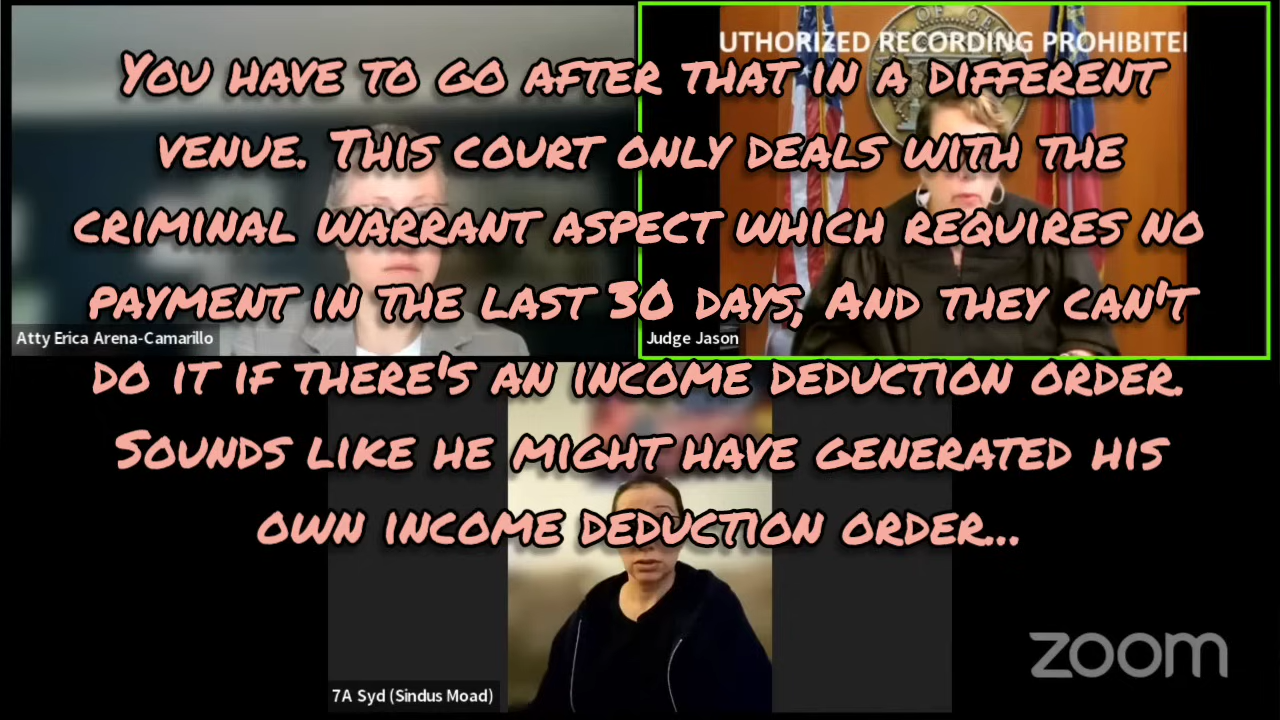 UTHORIZED RECORDING PROHIBITE
You have to go after that in a different
venue. This court only deals with the
criminal warrant aspect which requires no
payment in the last 30 days, And they can't
Atty Erica Arena-Camarillo
Judge Jason
do it if there's an income deduction order.
Sounds like he might have generated his
own income deduction order...
zoom
7A Syd (Sindus Moad)